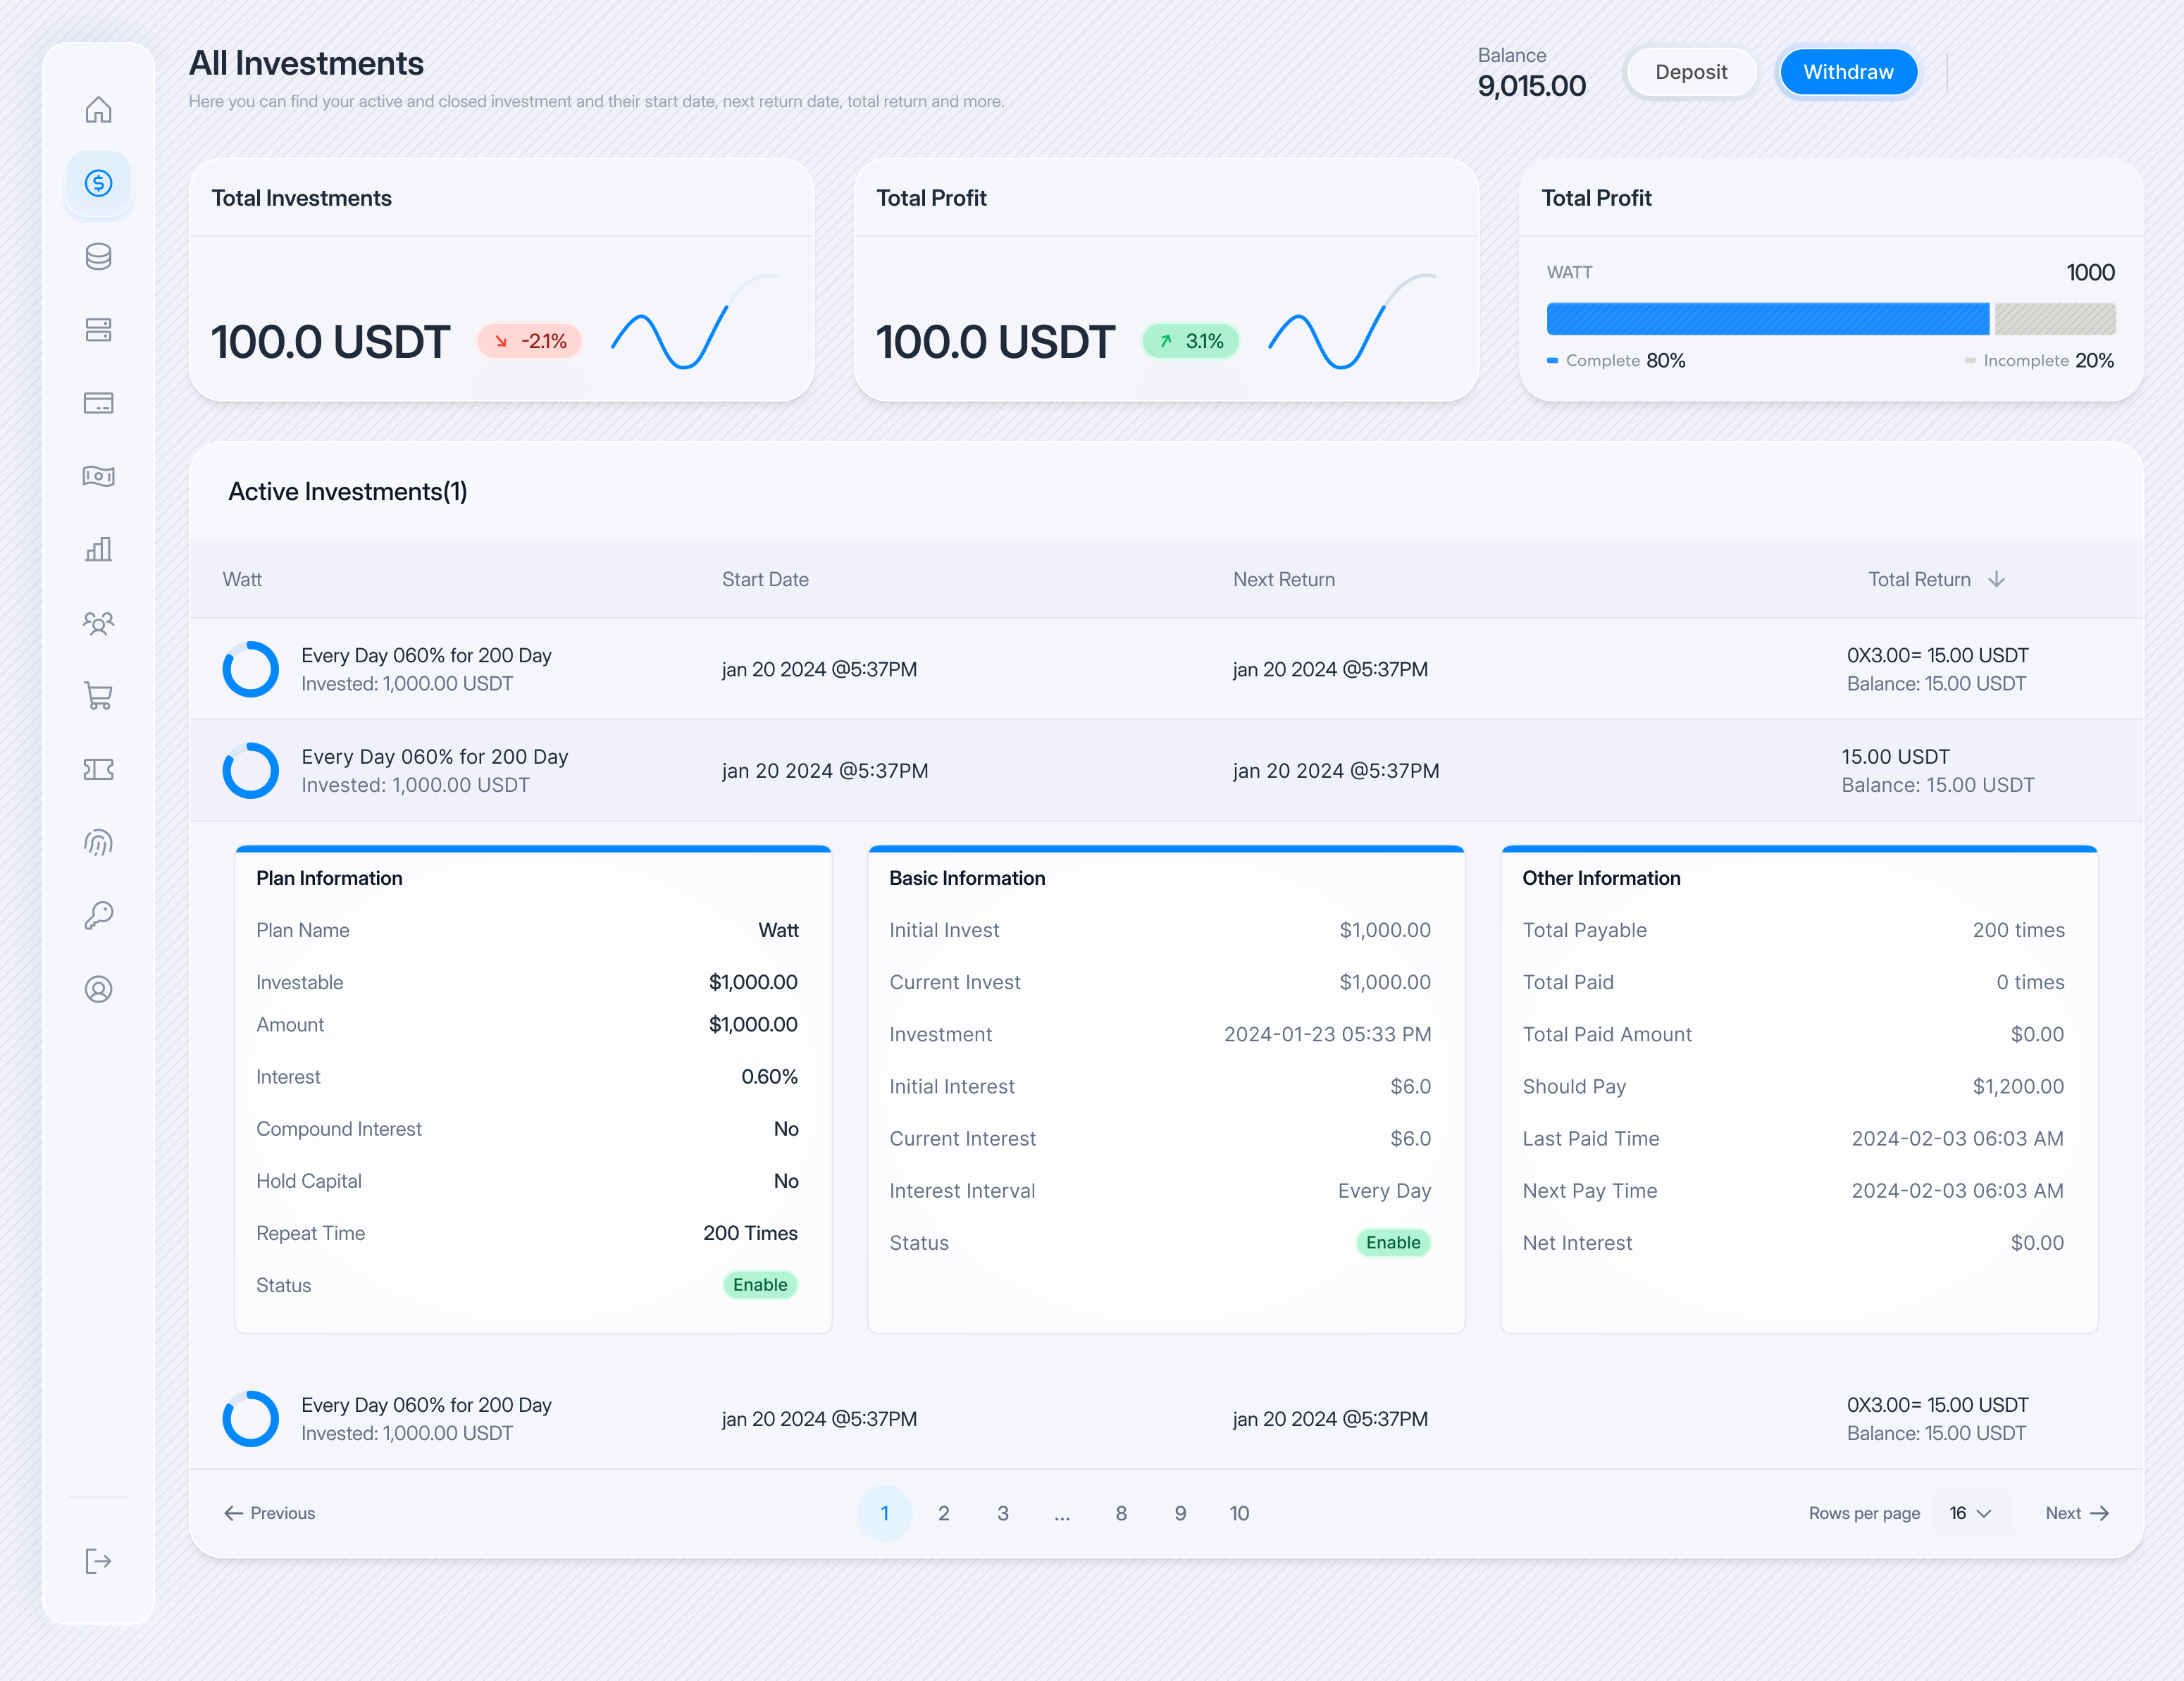 All Investments
Here you can find your active and closed investment and their start date, next return date, total return and more.
Balance
9,015.00
Deposit
Withdraw
Total Investments
100.0 USDT
-2.1%
Total Profit
100.0 USDT
3.1%
Total Profit
WATT 1000
Complete 80% Incomplete 20%
Active Investments(1)
Watt Start Date Next Return Total Return
Every Day 060% for 200 Day
Invested: 1,000.00 USDT
jan 20 2024 @5:37PM
jan 20 2024 @5:37PM
0X3.00= 15.00 USDT
Balance: 15.00 USDT
Every Day 060% for 200 Day
Invested: 1,000.00 USDT
jan 20 2024 @5:37PM
jan 20 2024 @5:37PM
15.00 USDT
Balance: 15.00 USDT
Plan Information
Plan Name Watt
Investable $1,000.00
Amount $1,000.00
Interest 0.60%
Compound Interest No
Hold Capital No
Repeat Time 200 Times
Status Enable
Basic Information
Initial Invest $1,000.00
Current Invest $1,000.00
Investment 2024-01-23 05:33 PM
Initial Interest $6.0
Current Interest $6.0
Interest Interval Every Day
Status Enable
Other Information
Total Payable 200 times
Total Paid 0 times
Total Paid Amount $0.00
Should Pay $1,200.00
Last Paid Time 2024-02-03 06:03 AM
Next Pay Time 2024-02-03 06:03 AM
Net Interest $0.00
Every Day 060% for 200 Day
Invested: 1,000.00 USDT
jan 20 2024 @5:37PM
jan 20 2024 @5:37PM
0X3.00= 15.00 USDT
Balance: 15.00 USDT
Previous 1 2 3 ... 8 9 10 Rows per page 16 Next